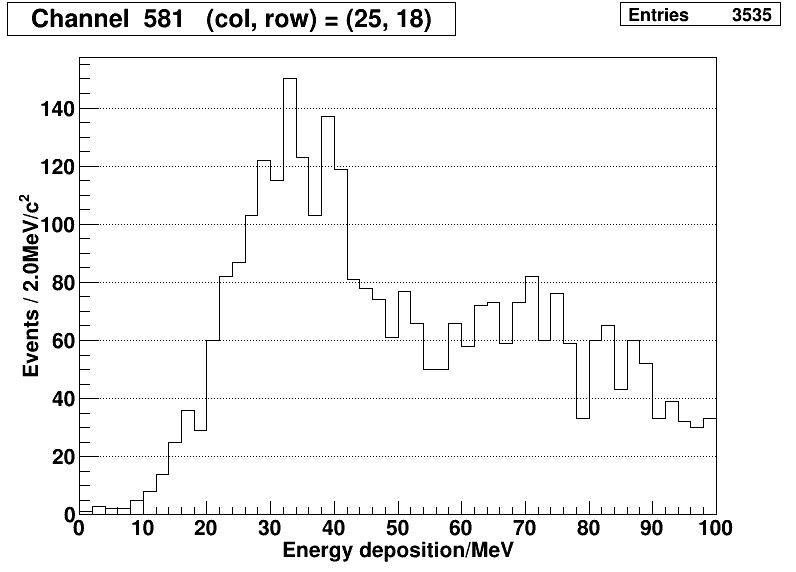 Channel 581 (col, row) = (25, 18)
Entries 3535
Events / 2.0MeV/c²
140
120
100
80
60
40
20
0
0 10 20 30 40 50 60 70 80 90 100
Energy deposition/MeV